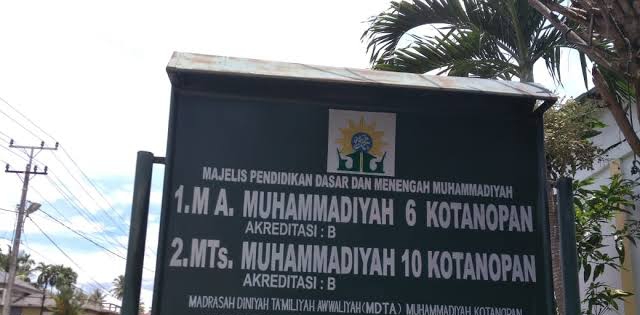 MAJELIS PENDIDIKAN DASAR DAN MENENGAH MUHAMMADIYAH
1.MA. MUHAMMADIYAH 6 KOTANOPAN
AKREDITASI : B
2.MTs. MUHAMMADIYAH 10 KOTANOPAN
AKREDITASI : B
MADRASAH DINIYAH TA'MILIYAH AWWALIYAH(MDTA) MUHAMMADIYAH KOTANOPAN